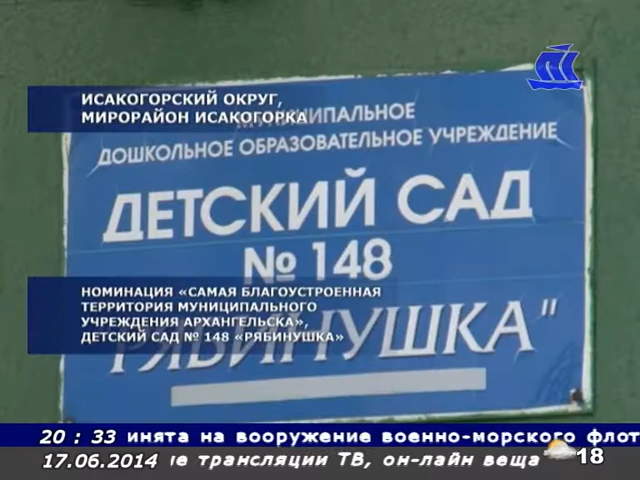 ИСАКОГОРСКИЙ ОКРУГ,
МИРОРАЙОН ИСАКОГОРКА
МУНИЦИПАЛЬНОЕ
ДОШКОЛЬНОЕ ОБРАЗОВАТЕЛЬНОЕ УЧРЕЖДЕНИЕ
ДЕТСКИЙ САД
№ 148
РЯБИНУШКА"
НОМИНАЦИЯ «САМАЯ БЛАГОУСТРОЕННАЯ
ТЕРРИТОРИЯ МУНИЦИПАЛЬНОГО
УЧРЕЖДЕНИЯ АРХАНГЕЛЬСКА»,
ДЕТСКИЙ САД № 148 «РЯБИНУШКА»
20 : 33 инята на вооружение военно-морского флот
17.06.2014 ие трансляции ТВ, он-лайн веща 18